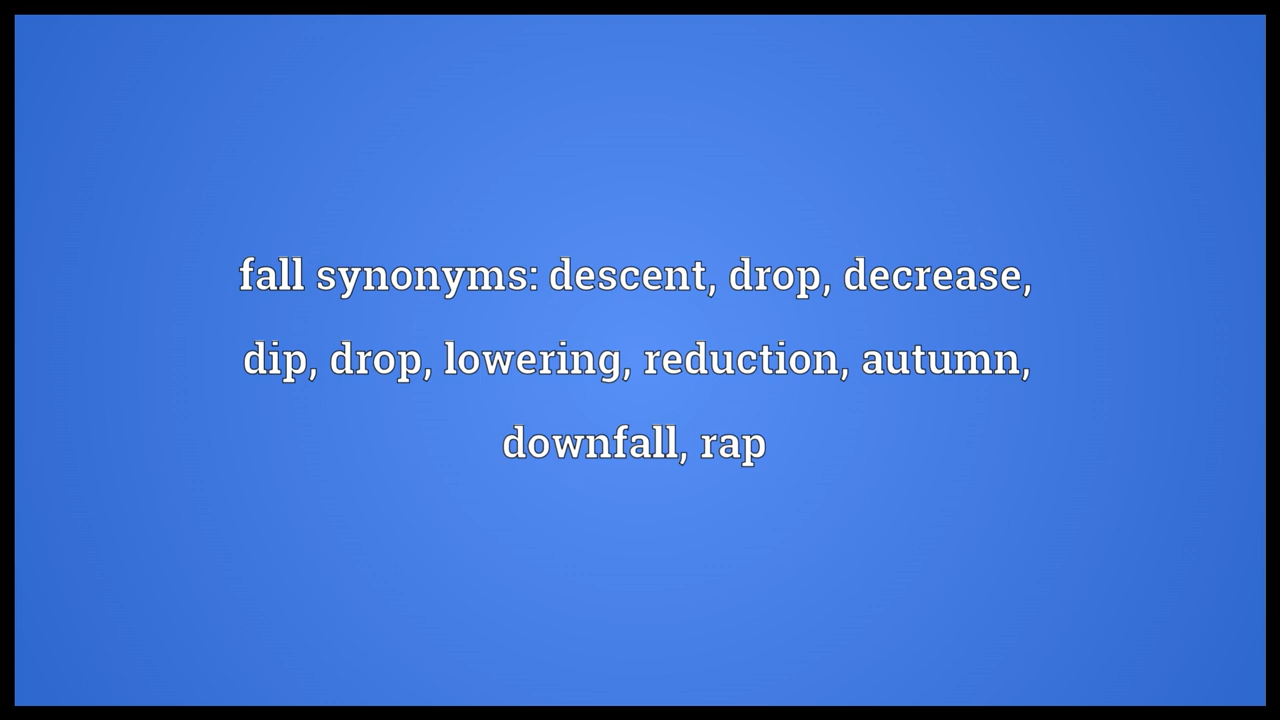 fall synonyms: descent, drop, decrease,
dip, drop, lowering, reduction, autumn,
downfall, rap